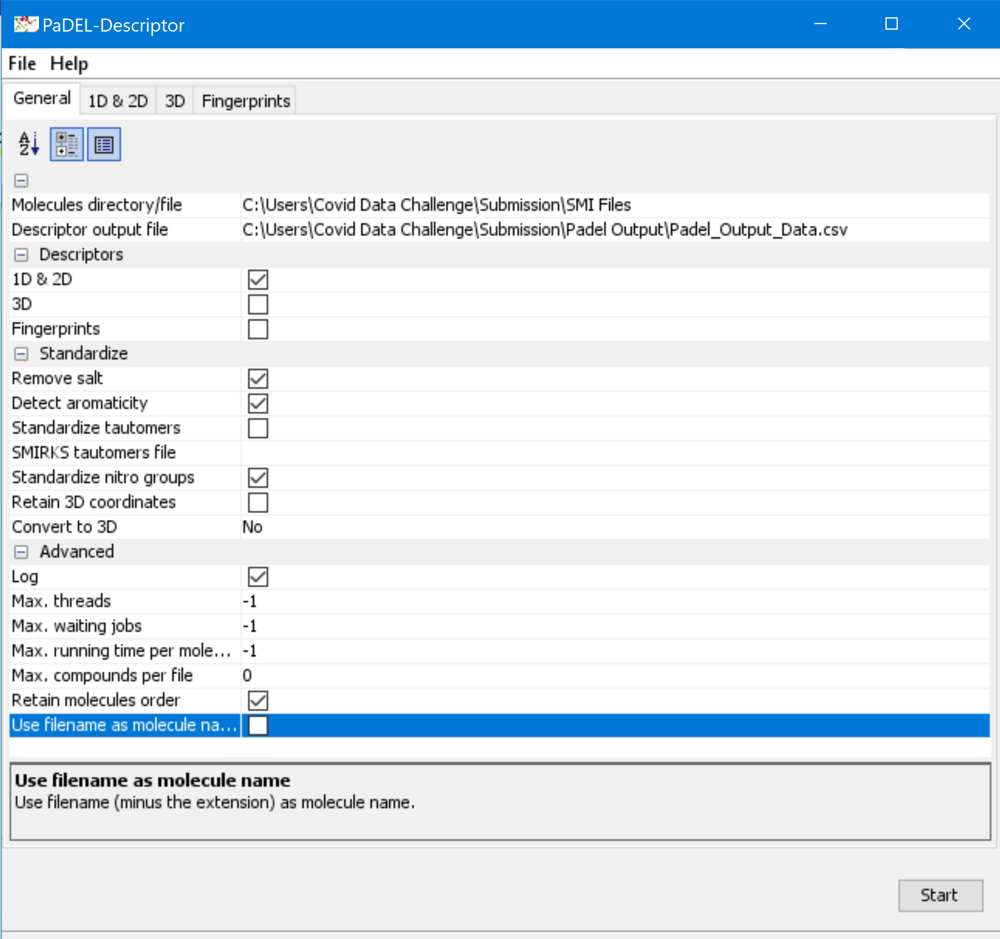 PaDEL-Descriptor
File Help
General 1D & 2D 3D Fingerprints
A
Z
Molecules directory/file C:\Users\Covid Data Challenge\Submission\SMI Files
Descriptor output file C:\Users\Covid Data Challenge\Submission\Padel Output\Padel_Output_Data.csv
Descriptors
1D & 2D
3D
Fingerprints
Standardize
Remove salt
Detect aromaticity
Standardize tautomers
SMIRKS tautomers file
Standardize nitro groups
Retain 3D coordinates
Convert to 3D No
Advanced
Log
Max. threads -1
Max. waiting jobs -1
Max. running time per mole... -1
Max. compounds per file 0
Retain molecules order
Use filename as molecule na...
Use filename as molecule name
Use filename (minus the extension) as molecule name.
Start